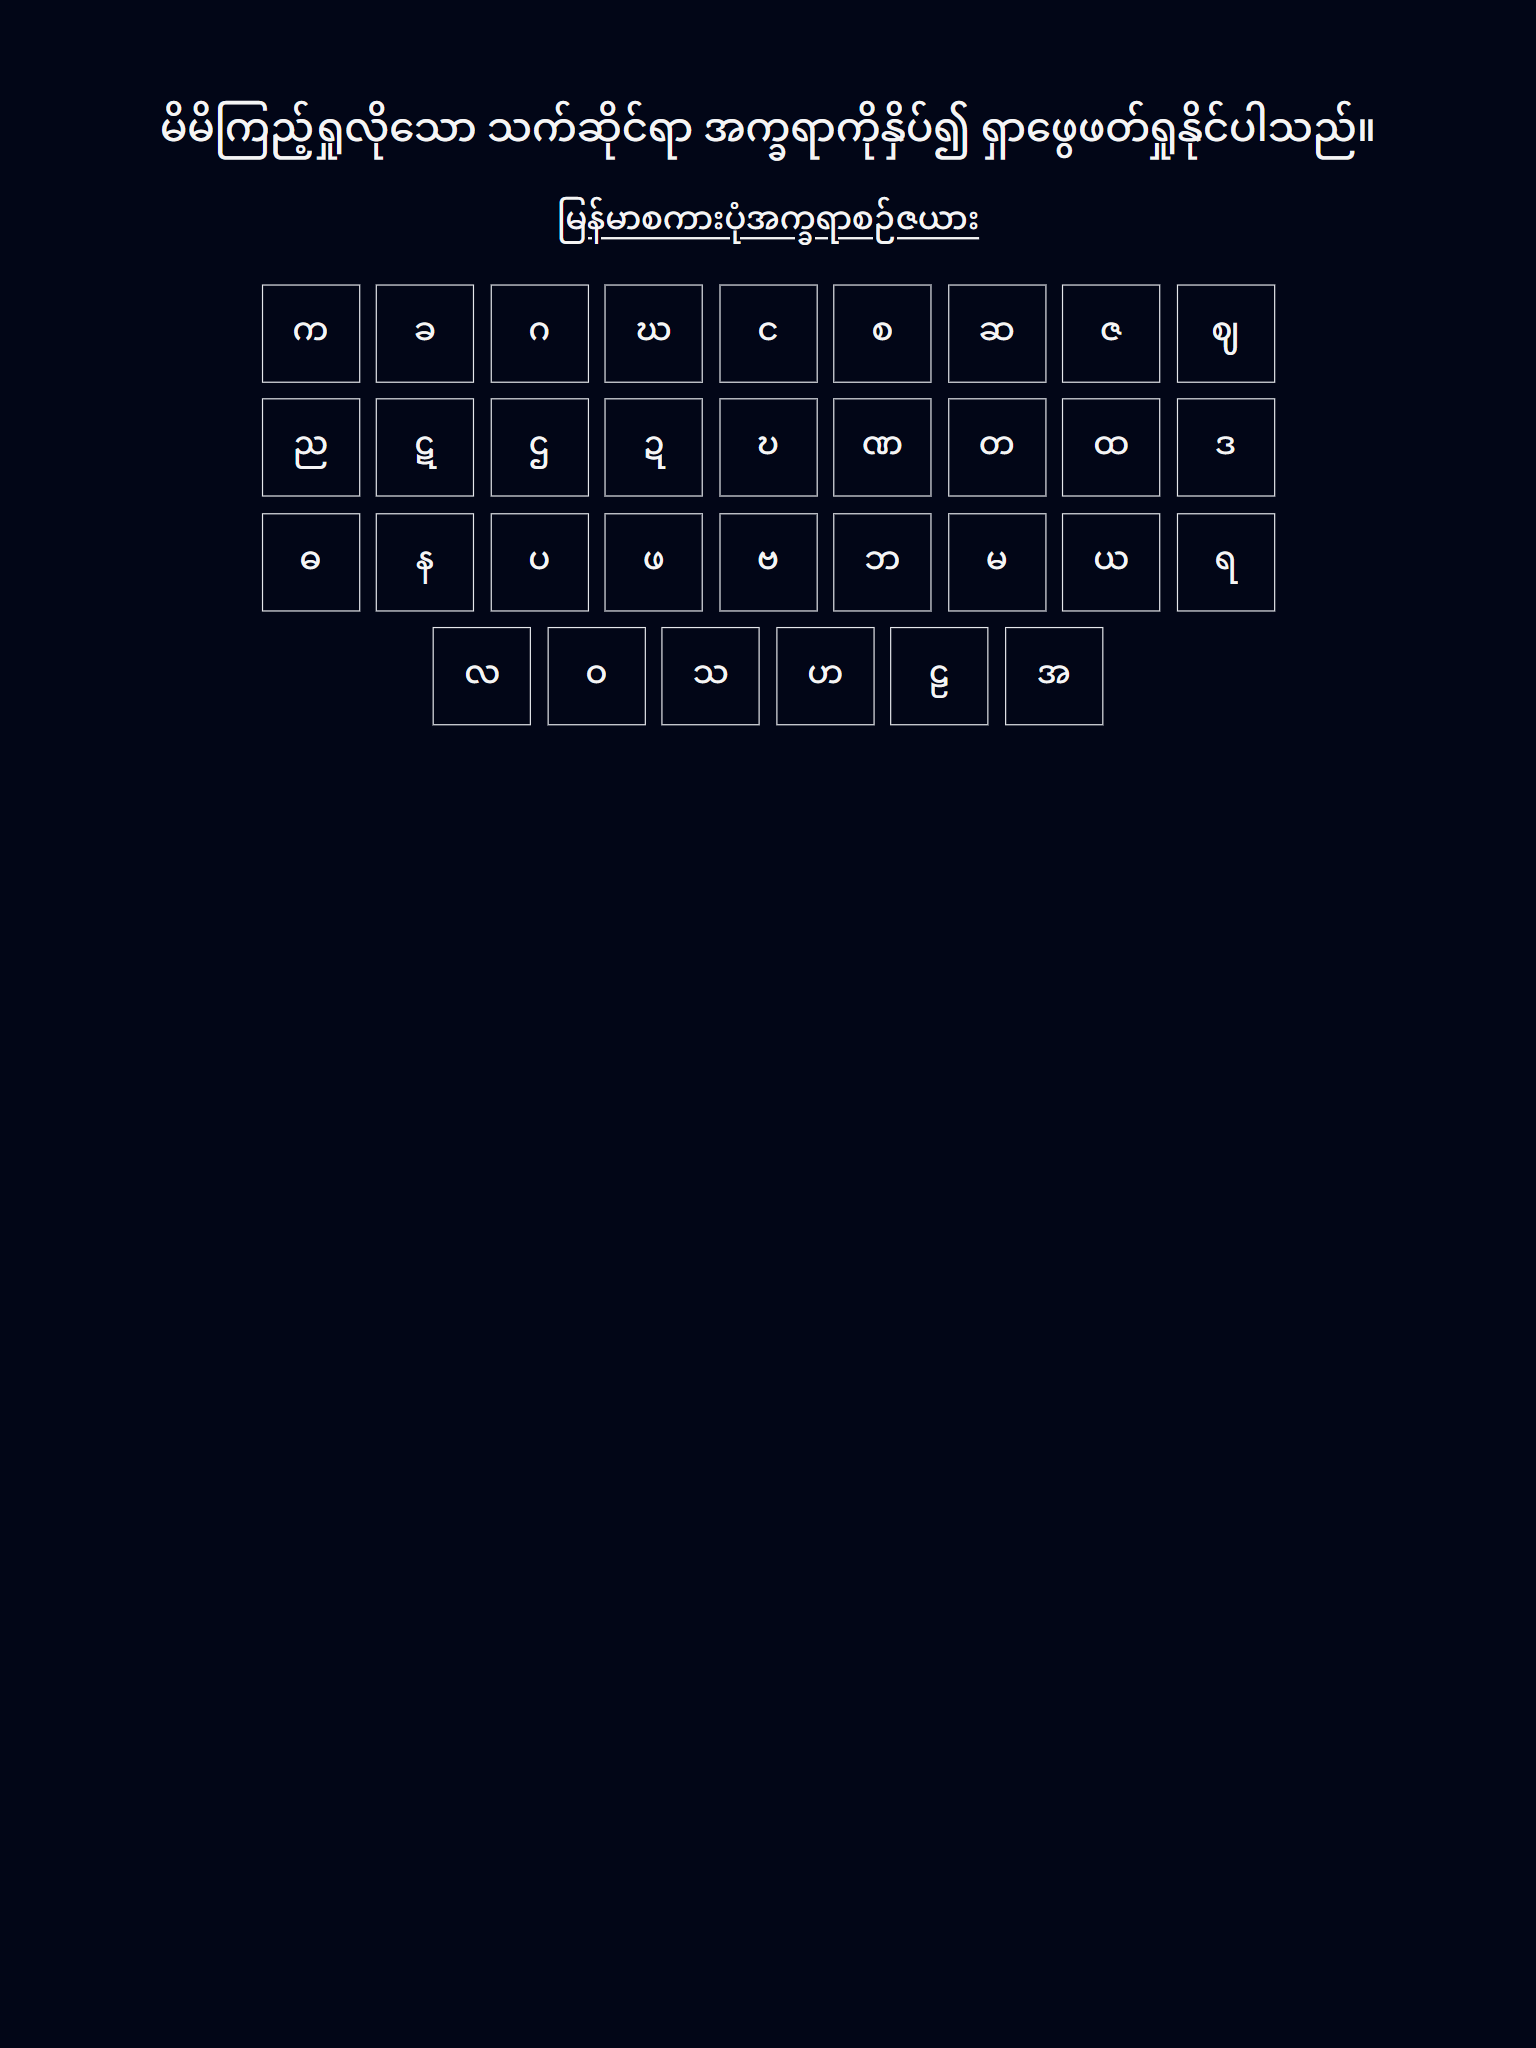 မိမိကြည့်ရှုလိုသော သက်ဆိုင်ရာ အက္ခရာကိုနှိပ်၍ ရှာဖွေဖတ်ရှုနိုင်ပါသည်။
မြန်မာစကားပုံအက္ခရာစဉ်ဇယား
က ခ ဂ ဃ င စ ဆ ဇ ဈ
ည ဋ ဌ ဍ ဎ ဏ တ ထ ဒ
ဓ န ပ ဖ ဗ ဘ မ ယ ရ
လ ဝ သ ဟ ဠ အ